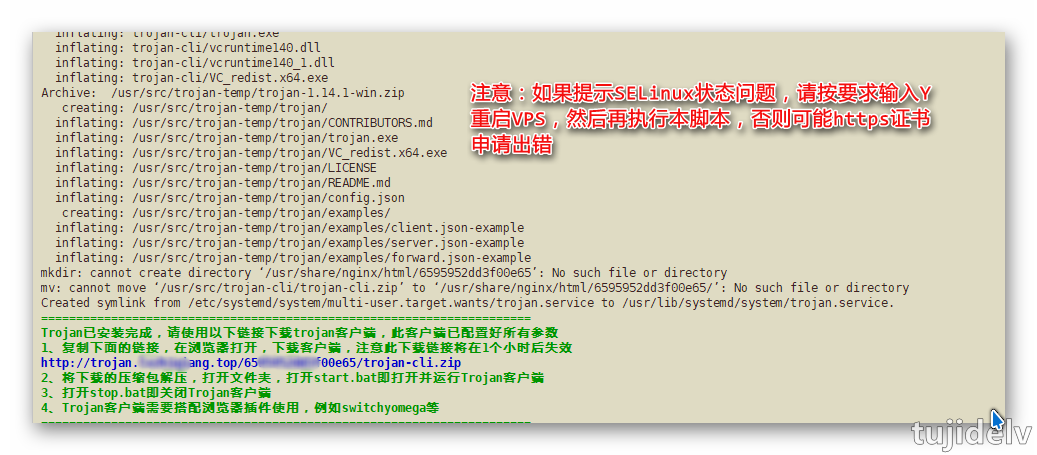 inflating: trojan-cli/trojan.exe
inflating: trojan-cli/vcruntime140.dll
inflating: trojan-cli/vcruntime140_1.dll
inflating: trojan-cli/VC_redist.x64.exe
Archive:  /usr/src/trojan-temp/trojan-1.14.1-win.zip
creating: /usr/src/trojan-temp/trojan/
inflating: /usr/src/trojan-temp/trojan/CONTRIBUTORS.md
inflating: /usr/src/trojan-temp/trojan/trojan.exe
inflating: /usr/src/trojan-temp/trojan/VC_redist.x64.exe
inflating: /usr/src/trojan-temp/trojan/LICENSE
inflating: /usr/src/trojan-temp/trojan/README.md
inflating: /usr/src/trojan-temp/trojan/config.json
creating: /usr/src/trojan-temp/trojan/examples/
inflating: /usr/src/trojan-temp/trojan/examples/client.json-example
inflating: /usr/src/trojan-temp/trojan/examples/server.json-example
inflating: /usr/src/trojan-temp/trojan/examples/forward.json-example
注意：如果提示SELinux状态问题，请按要求输入Y
重启VPS，然后再执行本脚本，否则可能https证书
申请出错
mkdir: cannot create directory ‘/usr/share/nginx/html/6595952dd3f00e65’: No such file or directory
mv: cannot move ‘/usr/src/trojan-cli/trojan-cli.zip’ to ‘/usr/share/nginx/html/6595952dd3f00e65/’: No such file or directory
Created symlink from /etc/systemd/system/multi-user.target.wants/trojan.service to /usr/lib/systemd/system/trojan.service.
======================================================================
Trojan已安装完成，请使用以下链接下载trojan客户端，此客户端已配置好所有参数
1、复制下面的链接，在浏览器打开，下载客户端，注意此下载链接将在1个小时后失效
http://trojan. ang.top/65 f00e65/trojan-cli.zip
2、将下载的压缩包解压，打开文件夹，打开start.bat即打开并运行Trojan客户端
3、打开stop.bat即关闭Trojan客户端
4、Trojan客户端需要搭配浏览器插件使用，例如switchyomega等
======================================================================
tujidelv